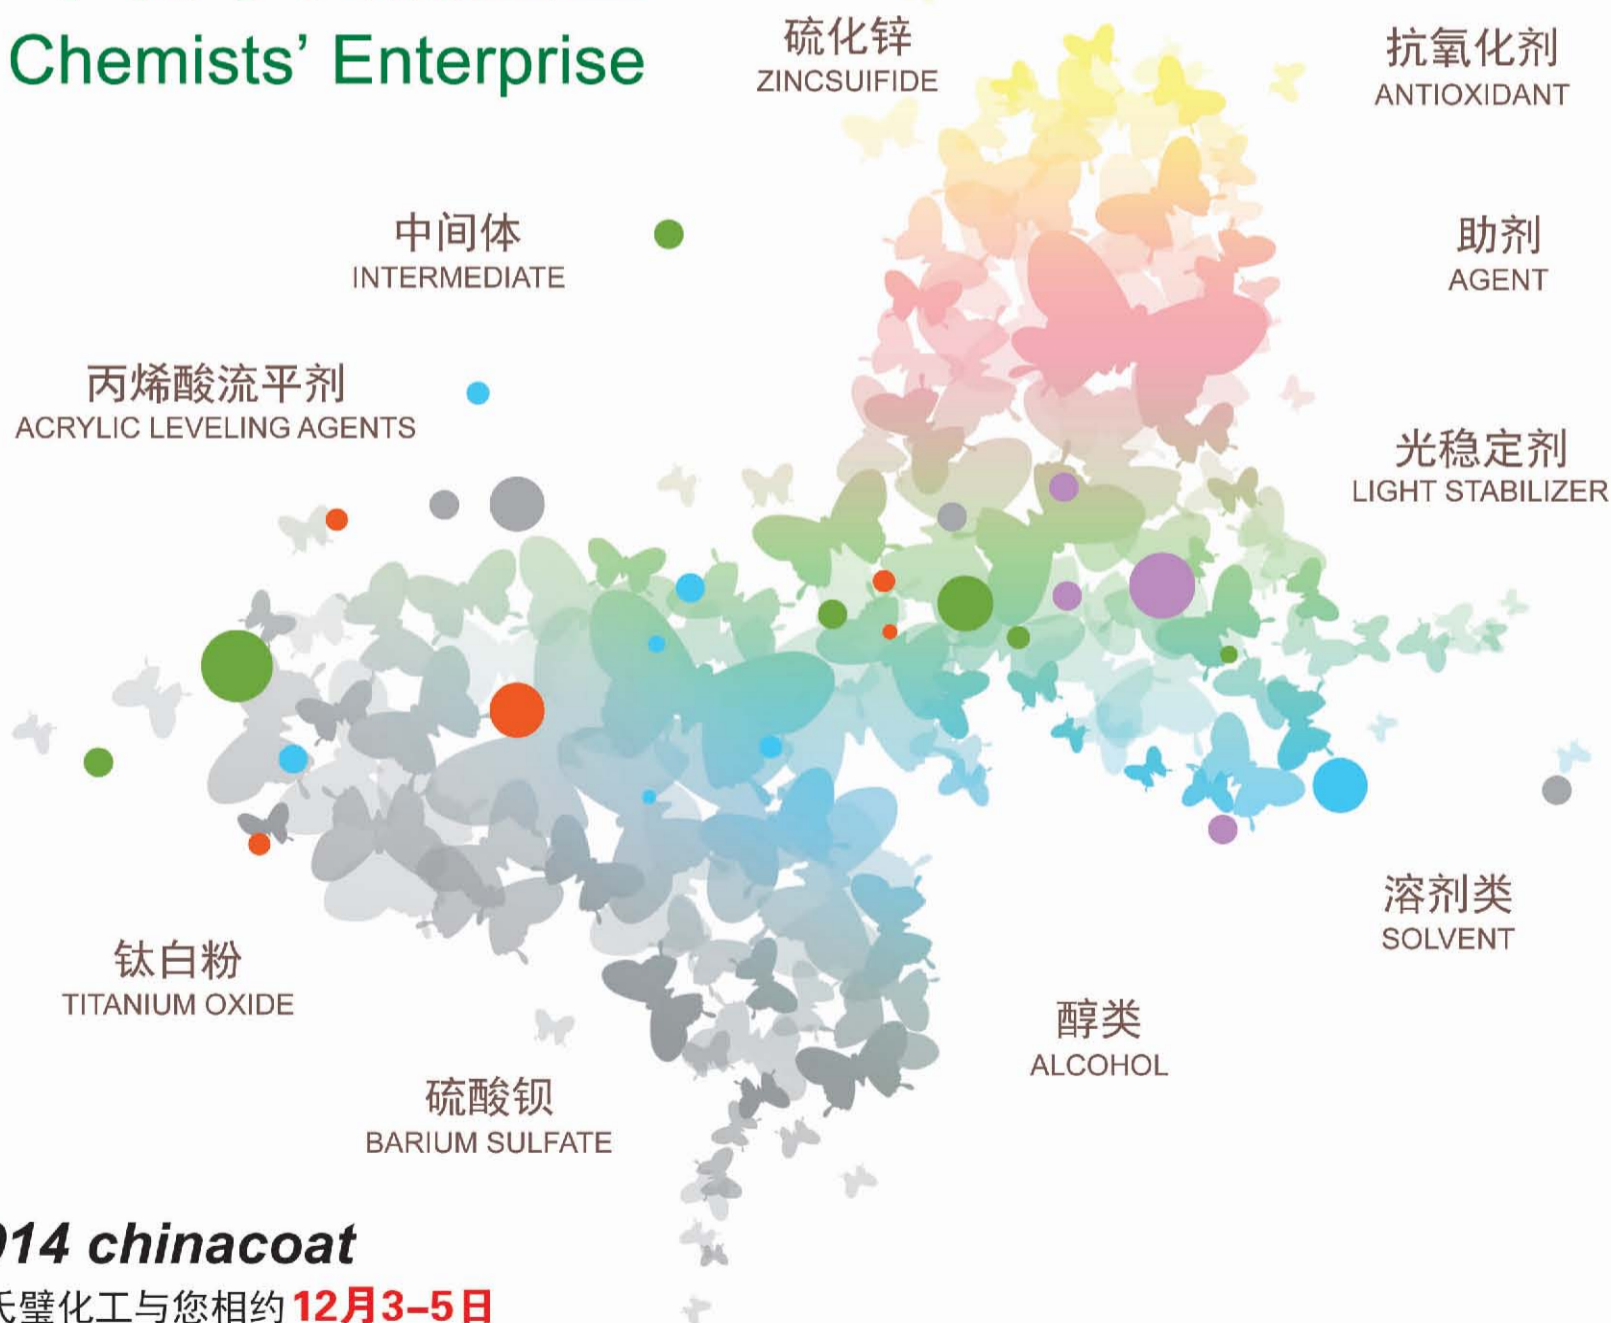 Chemists’ Enterprise
硫化锌
ZINCSUIFIDE
抗氧化剂
ANTIOXIDANT
中间体
INTERMEDIATE
助剂
AGENT
丙烯酸流平剂
ACRYLIC LEVELING AGENTS
光稳定剂
LIGHT STABILIZER
溶剂类
SOLVENT
钛白粉
TITANIUM OXIDE
醇类
ALCOHOL
硫酸钡
BARIUM SULFATE
14 chinacoat
氏璧化工与您相约12月3–5日